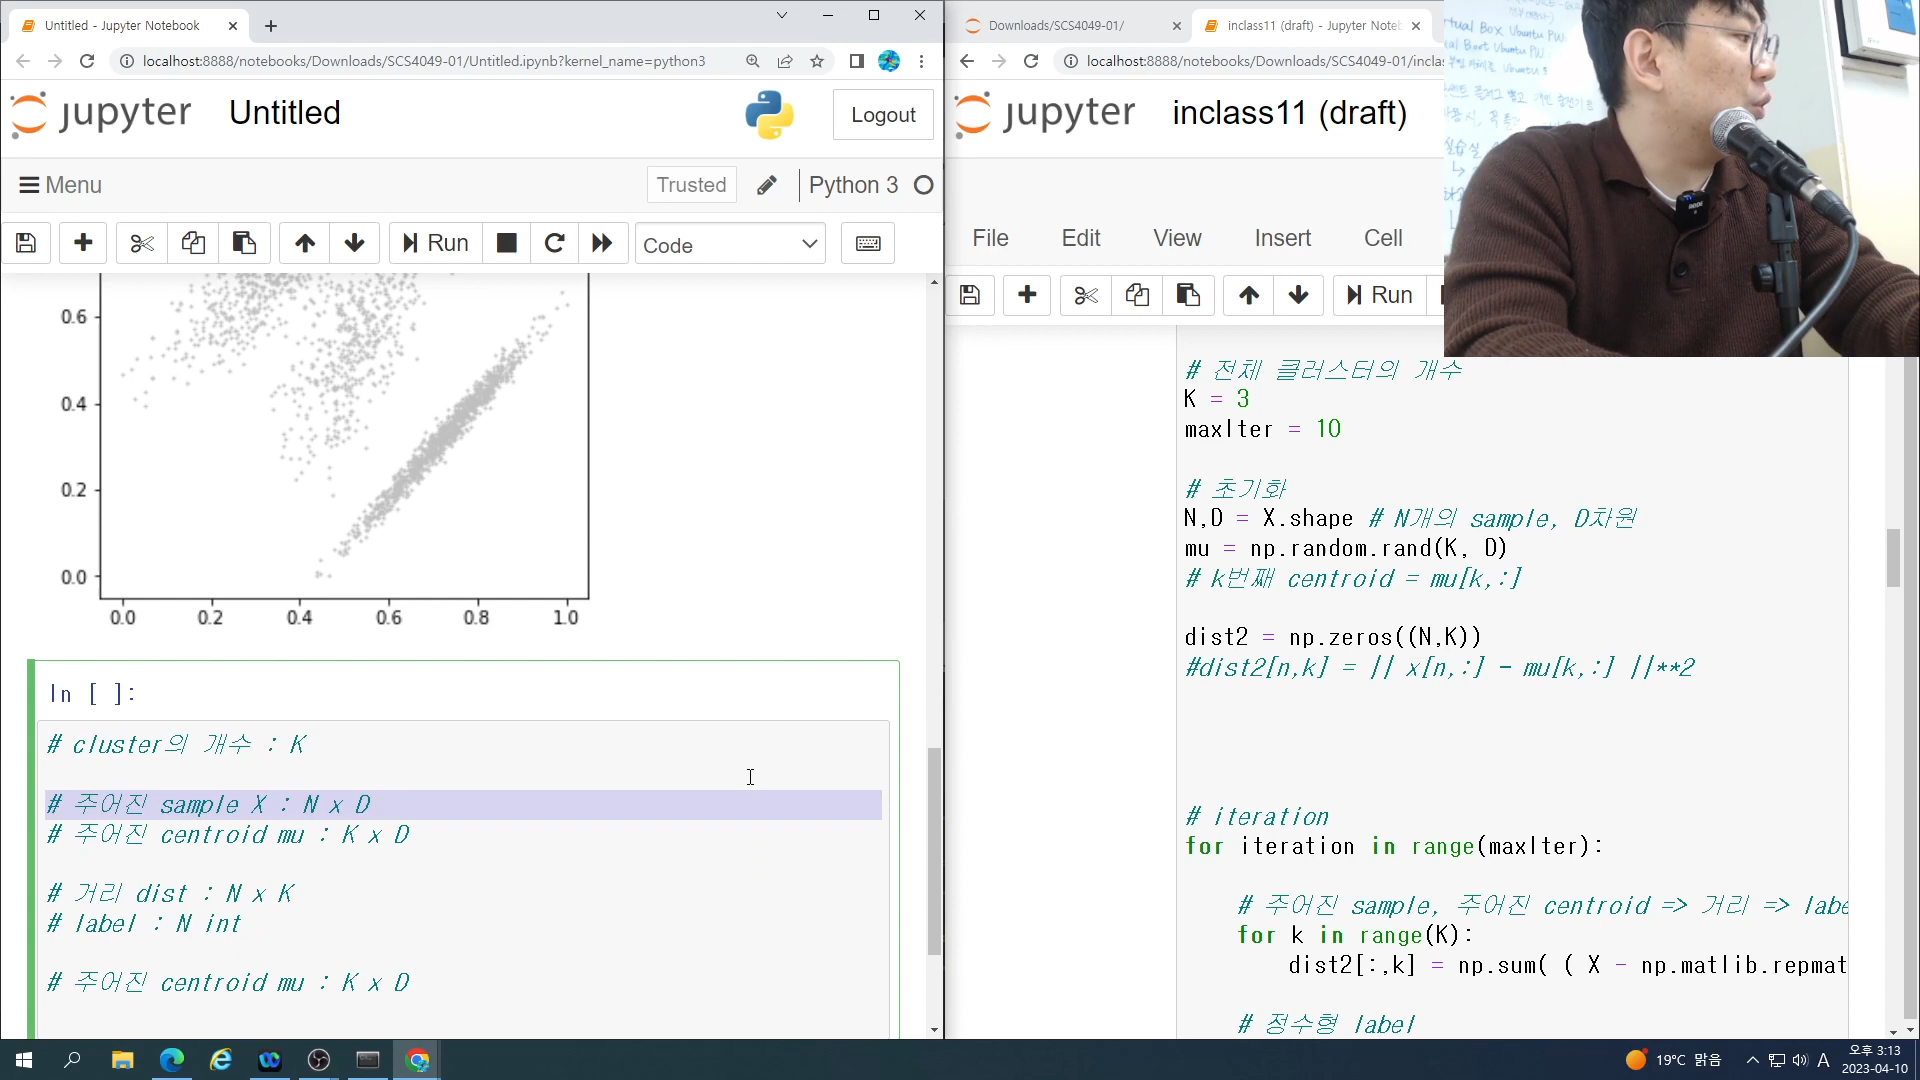 Untitled - Jupyter Notebook
localhost:8888/notebooks/Downloads/SCS4049-01/Untitled.ipynb?kernel_name=python3
jupyter Untitled
Logout
Menu
Trusted
Python 3
Run
Code
0.6
0.4
0.2
0.0
0.0 0.2 0.4 0.6 0.8 1.0
In [ ]:
# cluster의 개수 : K
# 주어진 sample X : N x D
# 주어진 centroid mu : K x D
# 거리 dist : N x K
# label : N int
# 주어진 centroid mu : K x D
Downloads/SCS4049-01/
inclass11 (draft) - Jupyter Noteb
localhost:8888/notebooks/Downloads/SCS4049-01/incla
jupyter inclass11 (draft)
File Edit View Insert Cell
Run
# 전체 클러스터의 개수
K = 3
maxIter = 10
# 초기화
N,D = X.shape # N개의 sample, D차원
mu = np.random.rand(K, D)
# k번째 centroid = mu[k,:]
dist2 = np.zeros((N,K))
#dist2[n,k] = || x[n,:] - mu[k,:] ||**2
# iteration
for iteration in range(maxIter):
# 주어진 sample, 주어진 centroid => 거리 => labe
for k in range(K):
dist2[:,k] = np.sum( ( X - np.matlib.repmat
# 정수형 label
19°C 맑음
A
오후 3:13
2023-04-10